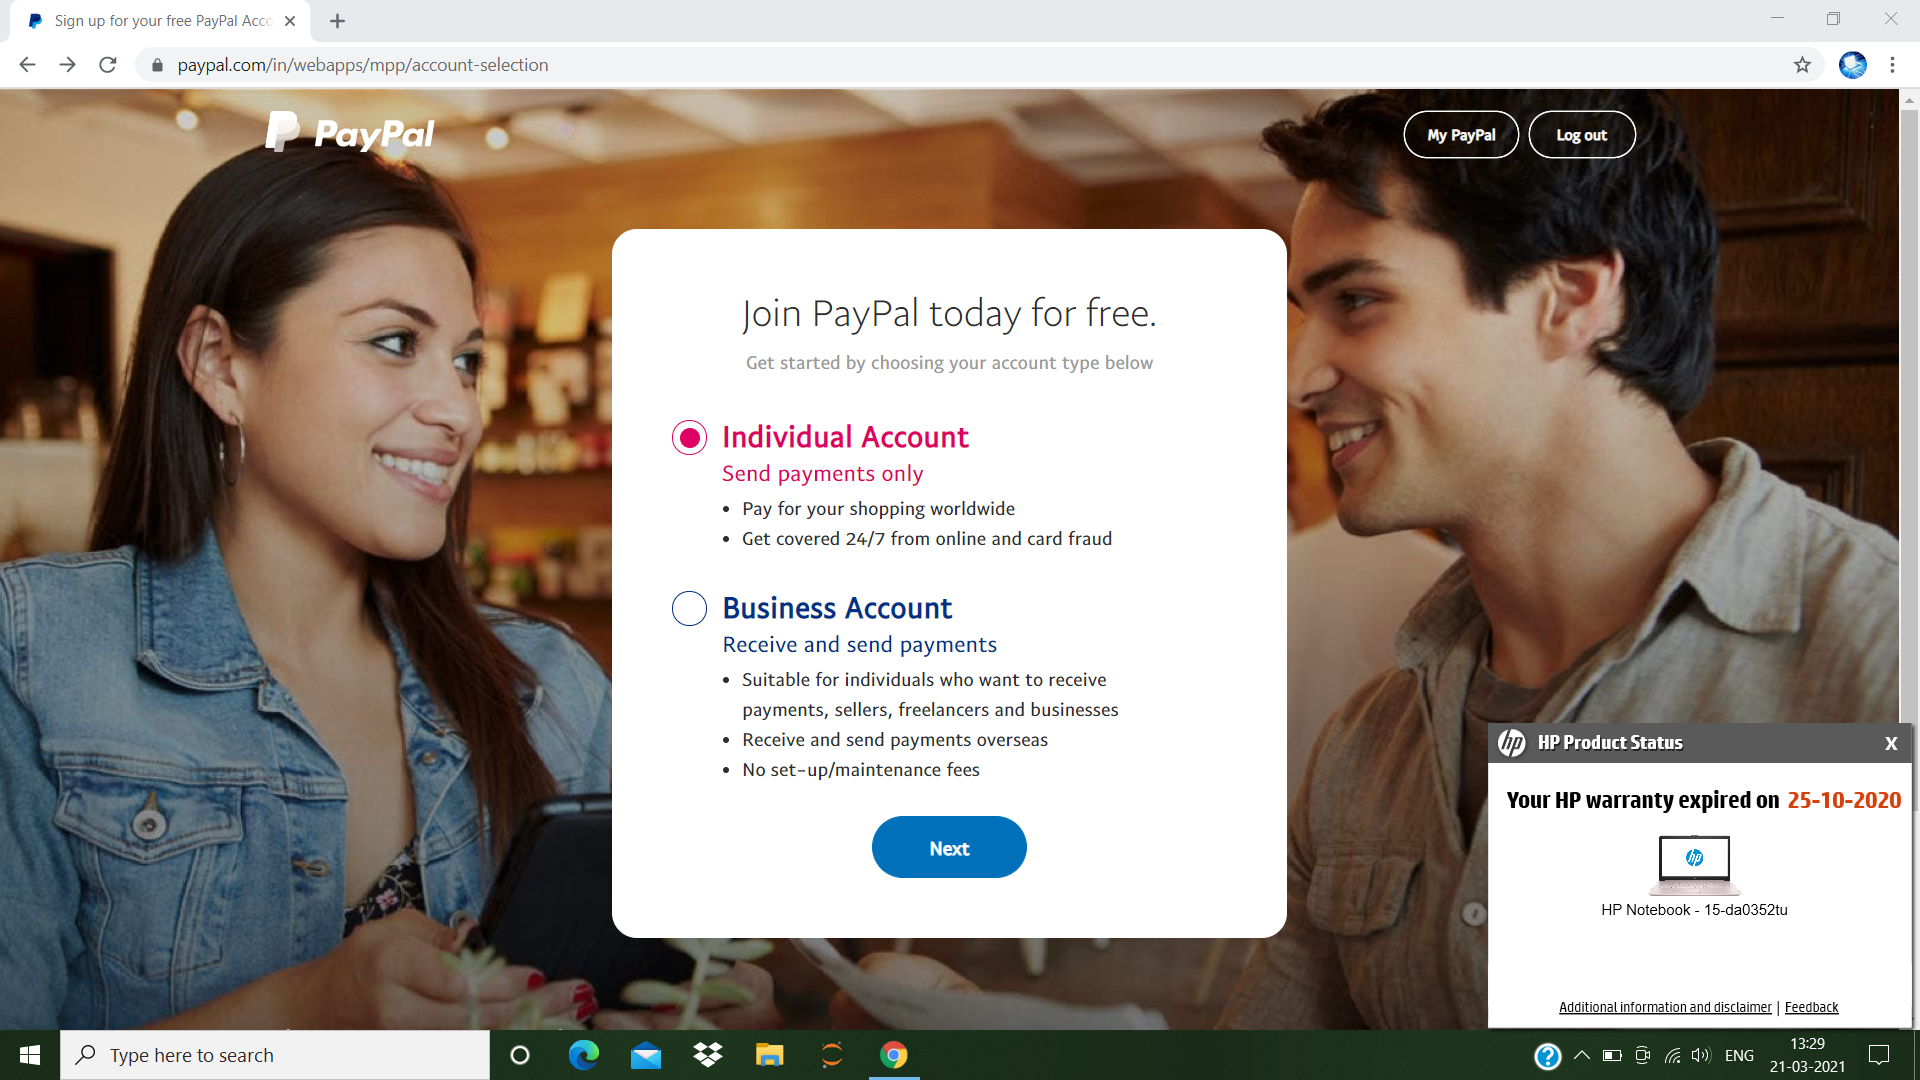 Sign up for your free PayPal Acco
paypal.com/in/webapps/mpp/account-selection
PayPal
My PayPal
Log out
Join PayPal today for free.
Get started by choosing your account type below
Individual Account
Send payments only
• Pay for your shopping worldwide
• Get covered 24/7 from online and card fraud
Business Account
Receive and send payments
• Suitable for individuals who want to receive
payments, sellers, freelancers and businesses
• Receive and send payments overseas
• No set-up/maintenance fees
Next
hp HP Product Status X
Your HP warranty expired on 25-10-2020
hp
HP Notebook - 15-da0352tu
Additional information and disclaimer | Feedback
Type here to search
ENG
13:29
21-03-2021